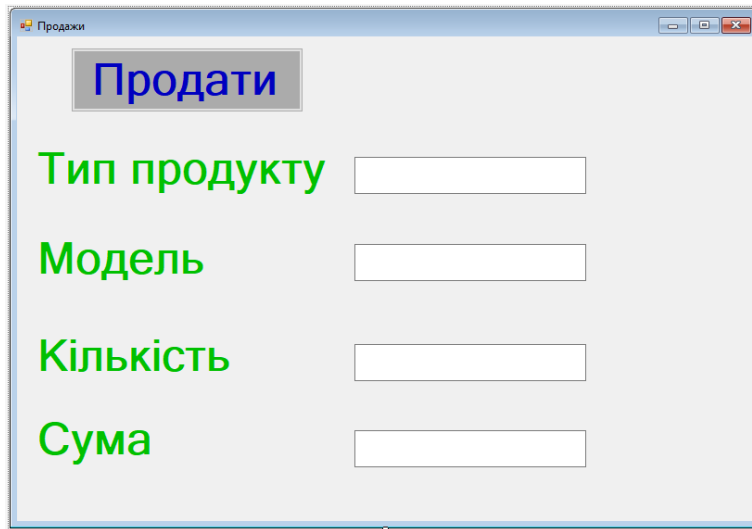 Продажи
Продати
Тип продукту
Модель
Кількість
Сума